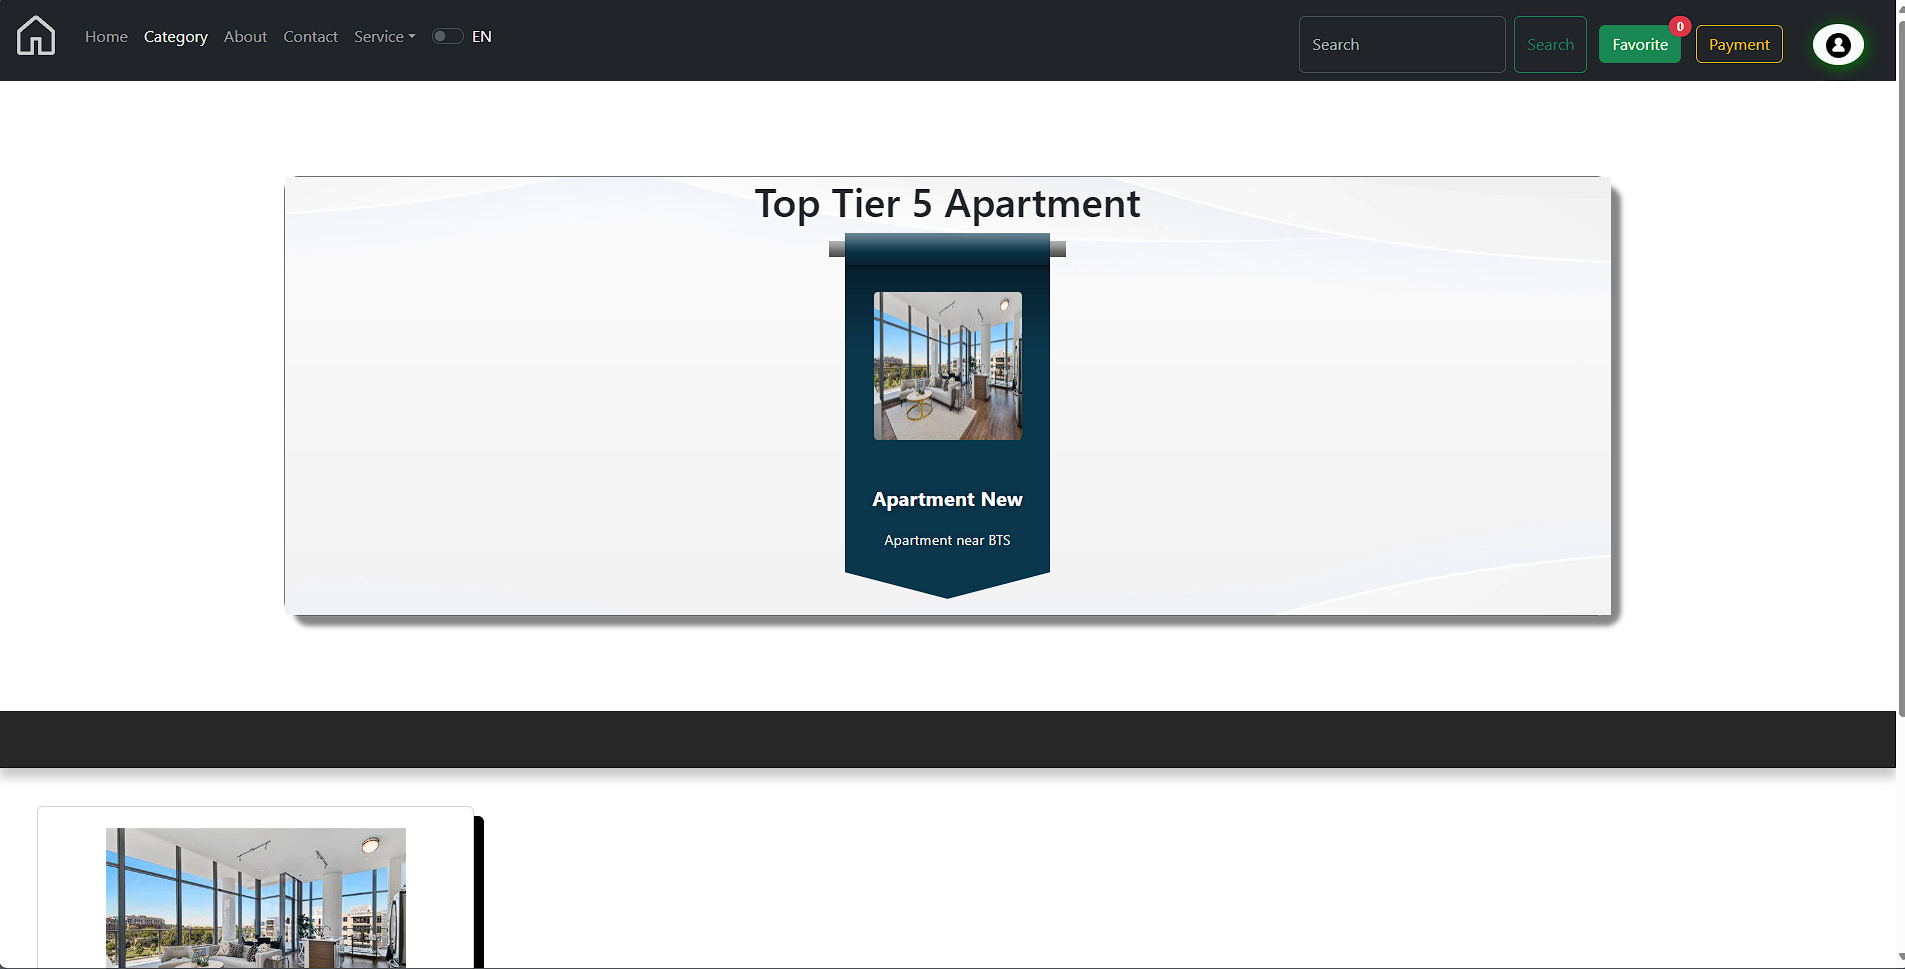 Home Category About Contact Service EN Search Search Favorite 0 Payment
Top Tier 5 Apartment
Apartment New
Apartment near BTS